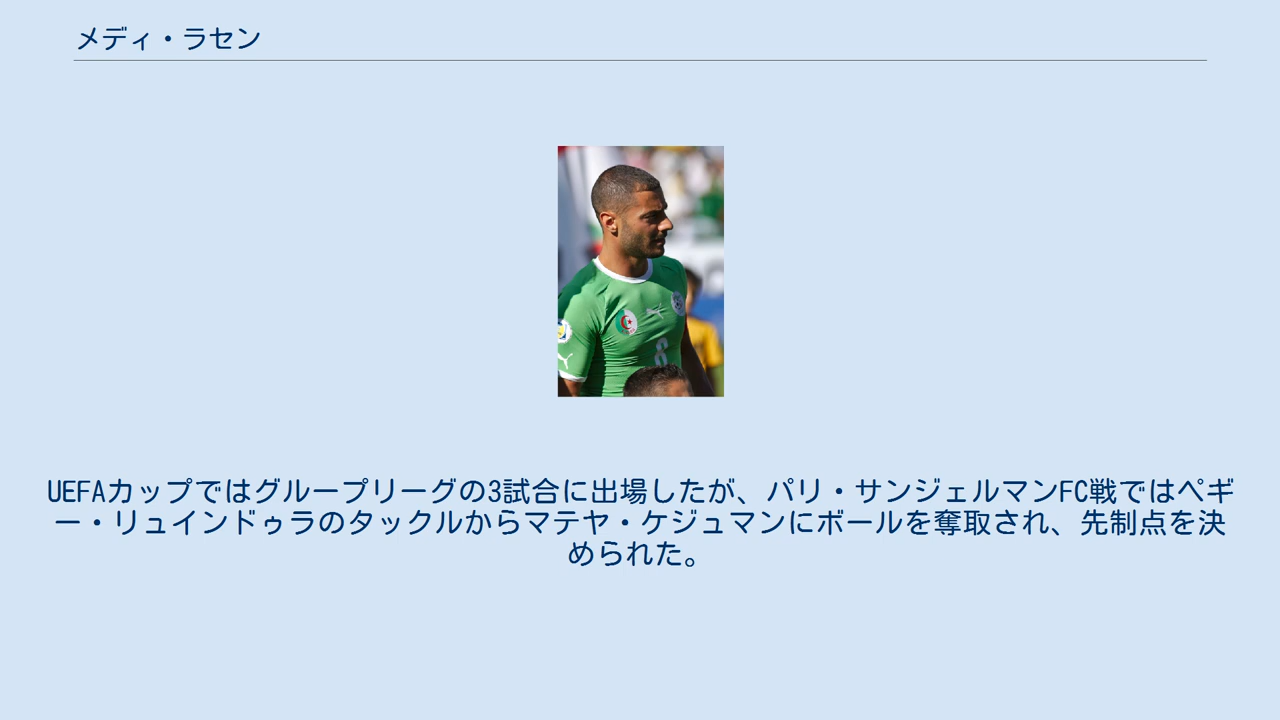 メディ・ラセン
8
UEFAカップではグループリーグの3試合に出場したが、パリ・サンジェルマンFC戦ではペギ
ー・リュインドゥラのタックルからマテヤ・ケジュマンにボールを奪取され、先制点を決
められた。